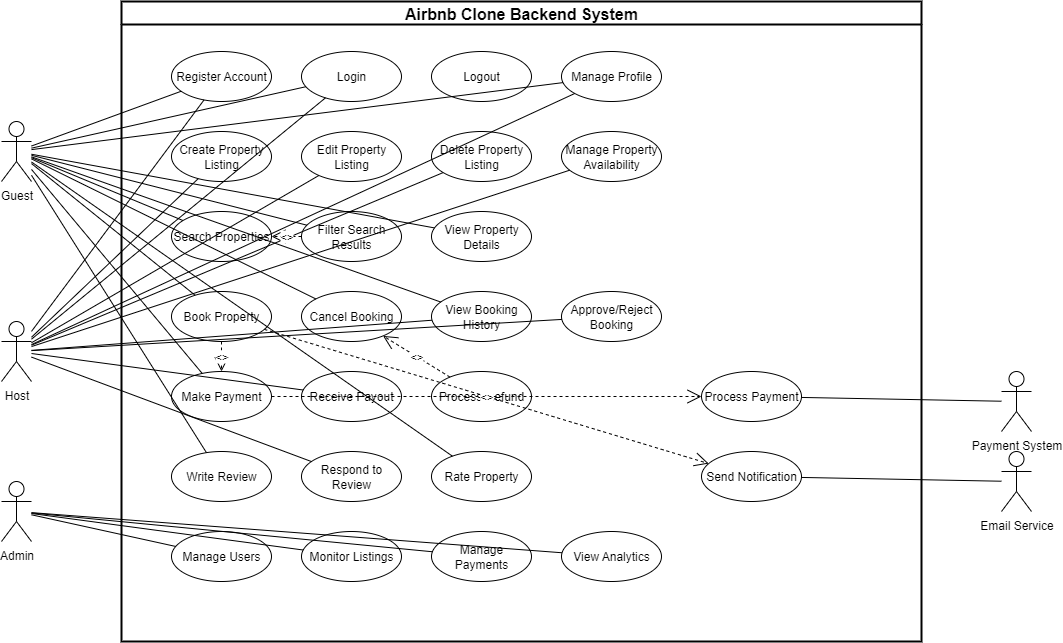 Airbnb Clone Backend System
Register Account
Login
Logout
Manage Profile
Guest
Create Property
Listing
Edit Property
Listing
Delete Property
Listing
Manage Property
Availability
Search Properties
<>
Filter Search
Results
View Property
Details
Host
Book Property
Cancel Booking
View Booking
History
Approve/Reject
Booking
<>
<>
Make Payment
Receive Payout
Process Refund
<>
Process Payment
Payment System
Write Review
Respond to
Review
Rate Property
Send Notification
Email Service
Admin
Manage Users
Monitor Listings
Manage
Payments
View Analytics